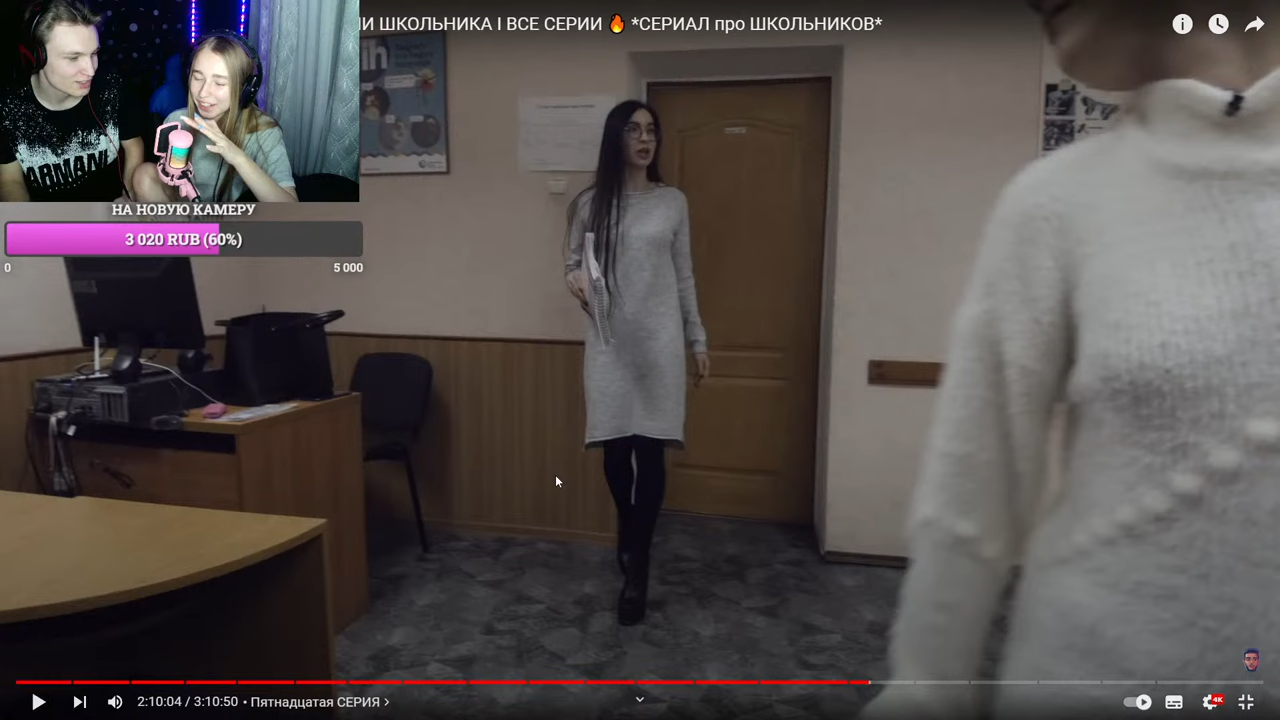 И ШКОЛЬНИКА I ВСЕ СЕРИИ 🔥 *СЕРИАЛ про ШКОЛЬНИКОВ*
ARMANI
НА НОВУЮ КАМЕРУ
3 020 RUB (60%)
0 5 000
2:10:04 / 3:10:50 • Пятнадцатая СЕРИЯ
4K